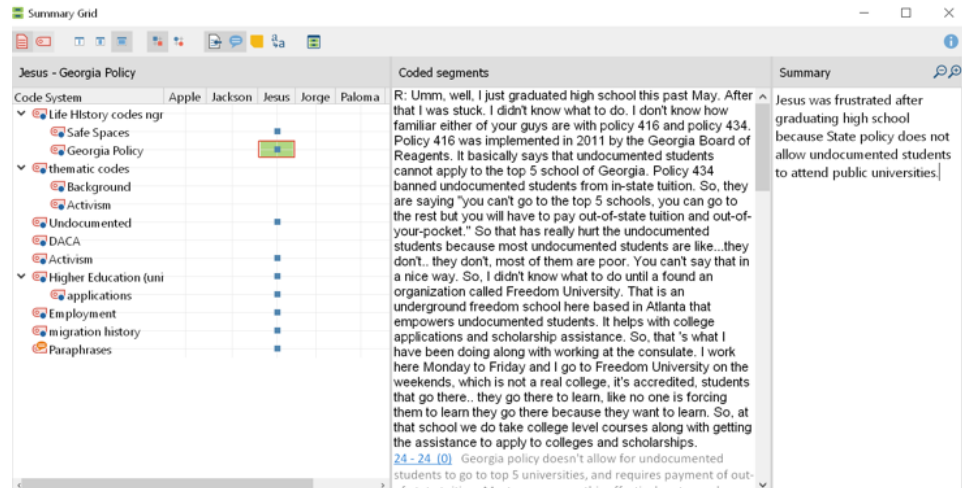 Summary Grid
Jesus - Georgia Policy
Coded segments
Summary
Code System Apple Jackson Jesus Jorge Paloma
Life HIstory codes ngr
Safe Spaces
Georgia Policy
thematic codes
Background
Activism
Undocumented
DACA
Activism
Higher Education (uni
applications
Employment
migration history
Paraphrases
R: Umm, well, I just graduated high school this past May. After
that I was stuck. I didn't know what to do. I don't know how
familiar either of your guys are with policy 416 and policy 434.
Policy 416 was implemented in 2011 by the Georgia Board of
Reagents. It basically says that undocumented students
cannot apply to the top 5 school of Georgia. Policy 434
banned undocumented students from in-state tuition. So, they
are saying "you can't go to the top 5 schools, you can go to
the rest but you will have to pay out-of-state tuition and out-of-
your-pocket." So that has really hurt the undocumented
students because most undocumented students are like...they
don't.. they don't, most of them are poor. You can't say that in
a nice way. So, I didn't know what to do until a found an
organization called Freedom University. That is an
underground freedom school here based in Atlanta that
empowers undocumented students. It helps with college
applications and scholarship assistance. So, that 's what I
have been doing along with working at the consulate. I work
here Monday to Friday and I go to Freedom University on the
weekends, which is not a real college, it's accredited, students
that go there.. they go there to learn, like no one is forcing
them to learn they go there because they want to learn. So, at
that school we do take college level courses along with getting
the assistance to apply to colleges and scholarships.
24 - 24 (0) Georgia policy doesn't allow for undocumented
students to go to top 5 universities, and requires payment of out-
Jesus was frustrated after
graduating high school
because State policy does not
allow undocumented students
to attend public universities.